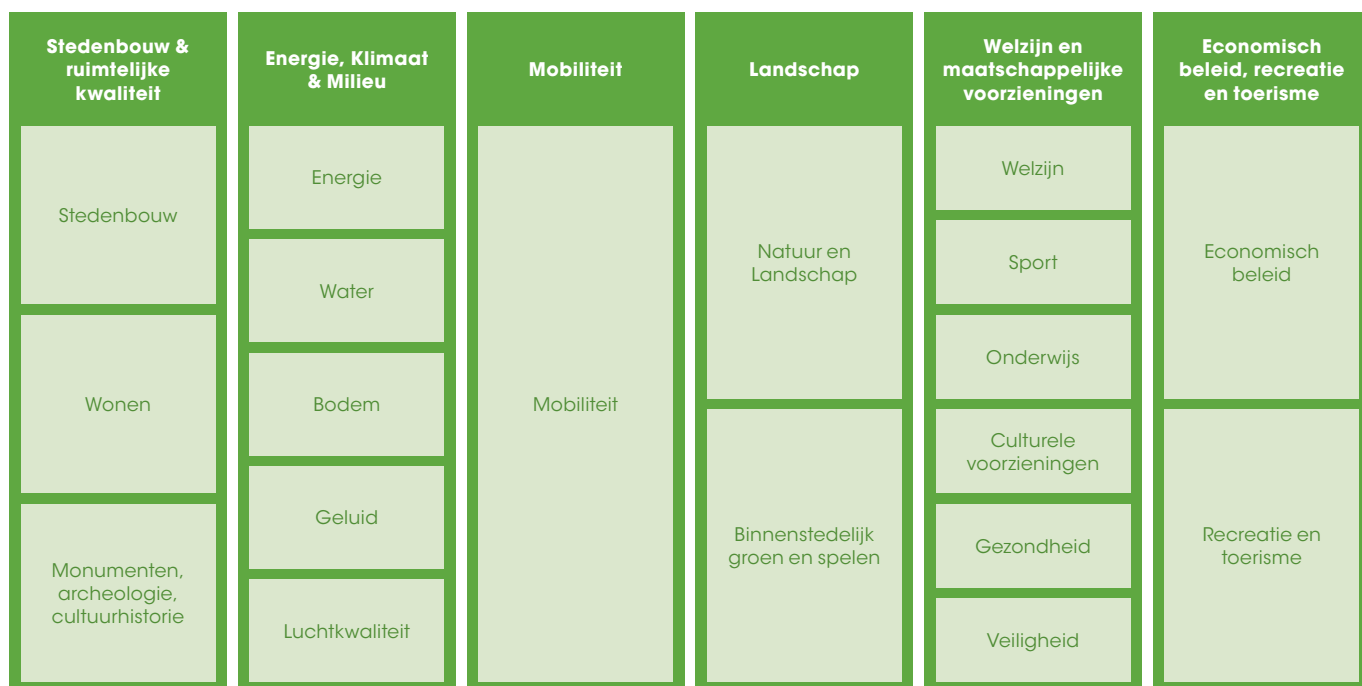 Stedenbouw &
ruimtelijke
kwaliteit
Stedenbouw
Wonen
Monumenten,
archeologie,
cultuurhistorie
Energie, Klimaat
& Milieu
Energie
Water
Bodem
Geluid
Luchtkwaliteit
Mobiliteit
Mobiliteit
Landschap
Natuur en
Landschap
Binnenstedelijk
groen en spelen
Welzijn en
maatschappelijke
voorzieningen
Welzijn
Sport
Onderwijs
Culturele
voorzieningen
Gezondheid
Veiligheid
Economisch
beleid, recreatie
en toerisme
Economisch
beleid
Recreatie en
toerisme